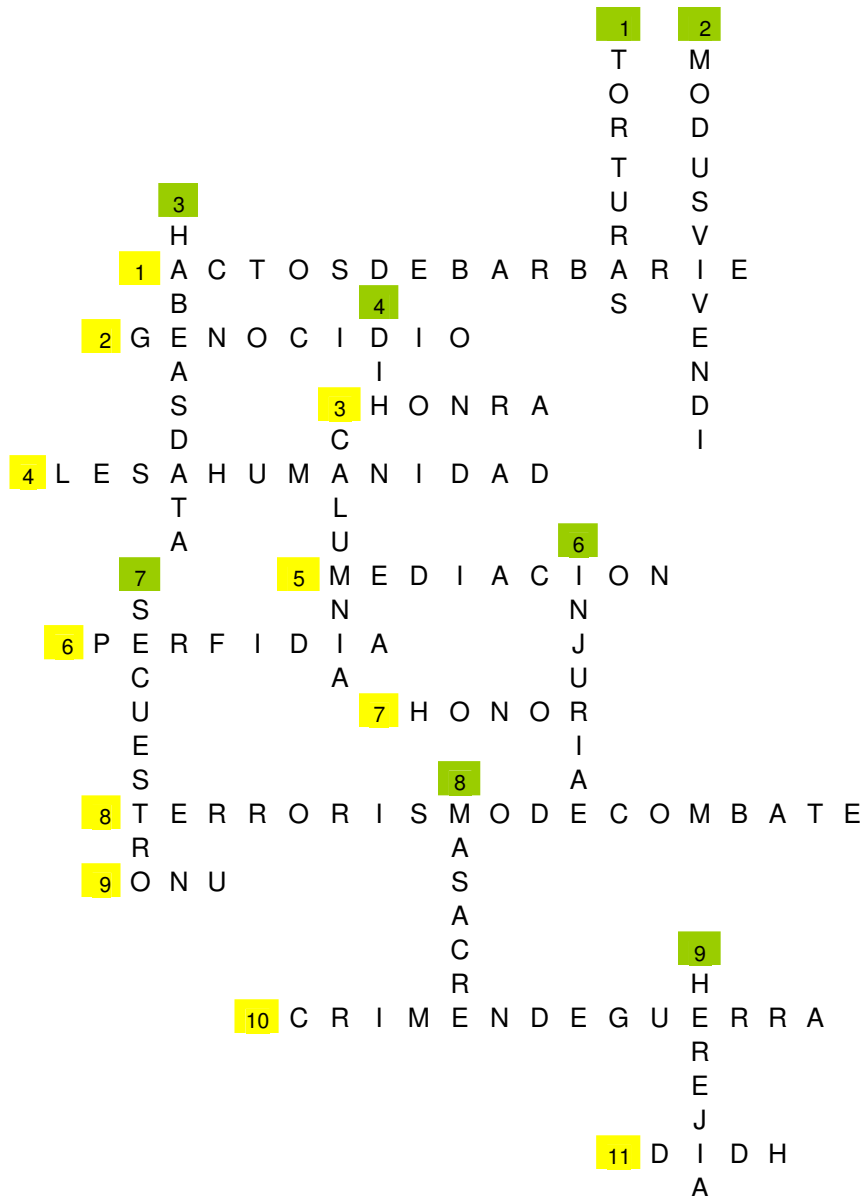 1 2
T M
O O
R D
T U
3 U S
H R V
1 A C T O S D E B A R B A R I E
B 4 S V
2 G E N O C I D I O E
A I N
S 3 H O N R A D
D C I
4 L E S A H U M A N I D A D
T L
A U 6
7 5 M E D I A C I O N
S N N
6 P E R F I D I A J
C A U
U 7 H O N O R
E I
S 8 A
8 T E R R O R I S M O D E C O M B A T E
R A
9 O N U S
A
C 9
R H
10 C R I M E N D E G U E R R A
R
E
J
11 D I D H
A